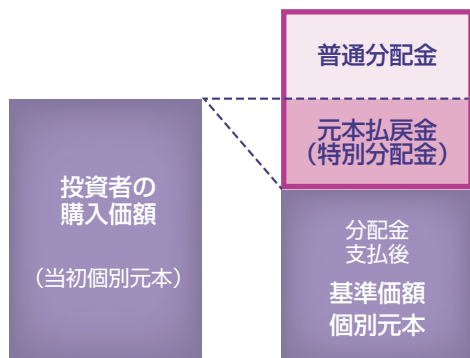 普通分配金
元本払戻金
（特別分配金）
投資者の
購入価額
（当初個別元本）
分配金
支払後
基準価額
個別元本